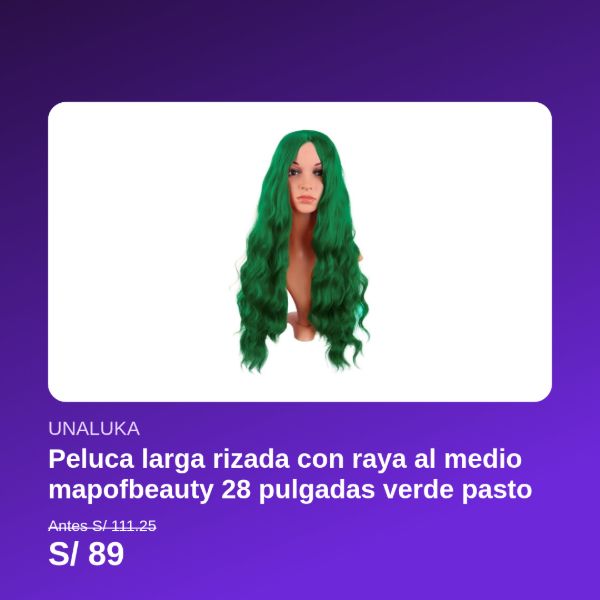 UNALUKA
Peluca larga rizada con raya al medio
mapofbeauty 28 pulgadas verde pasto
Antes S/ 111.25
S/ 89